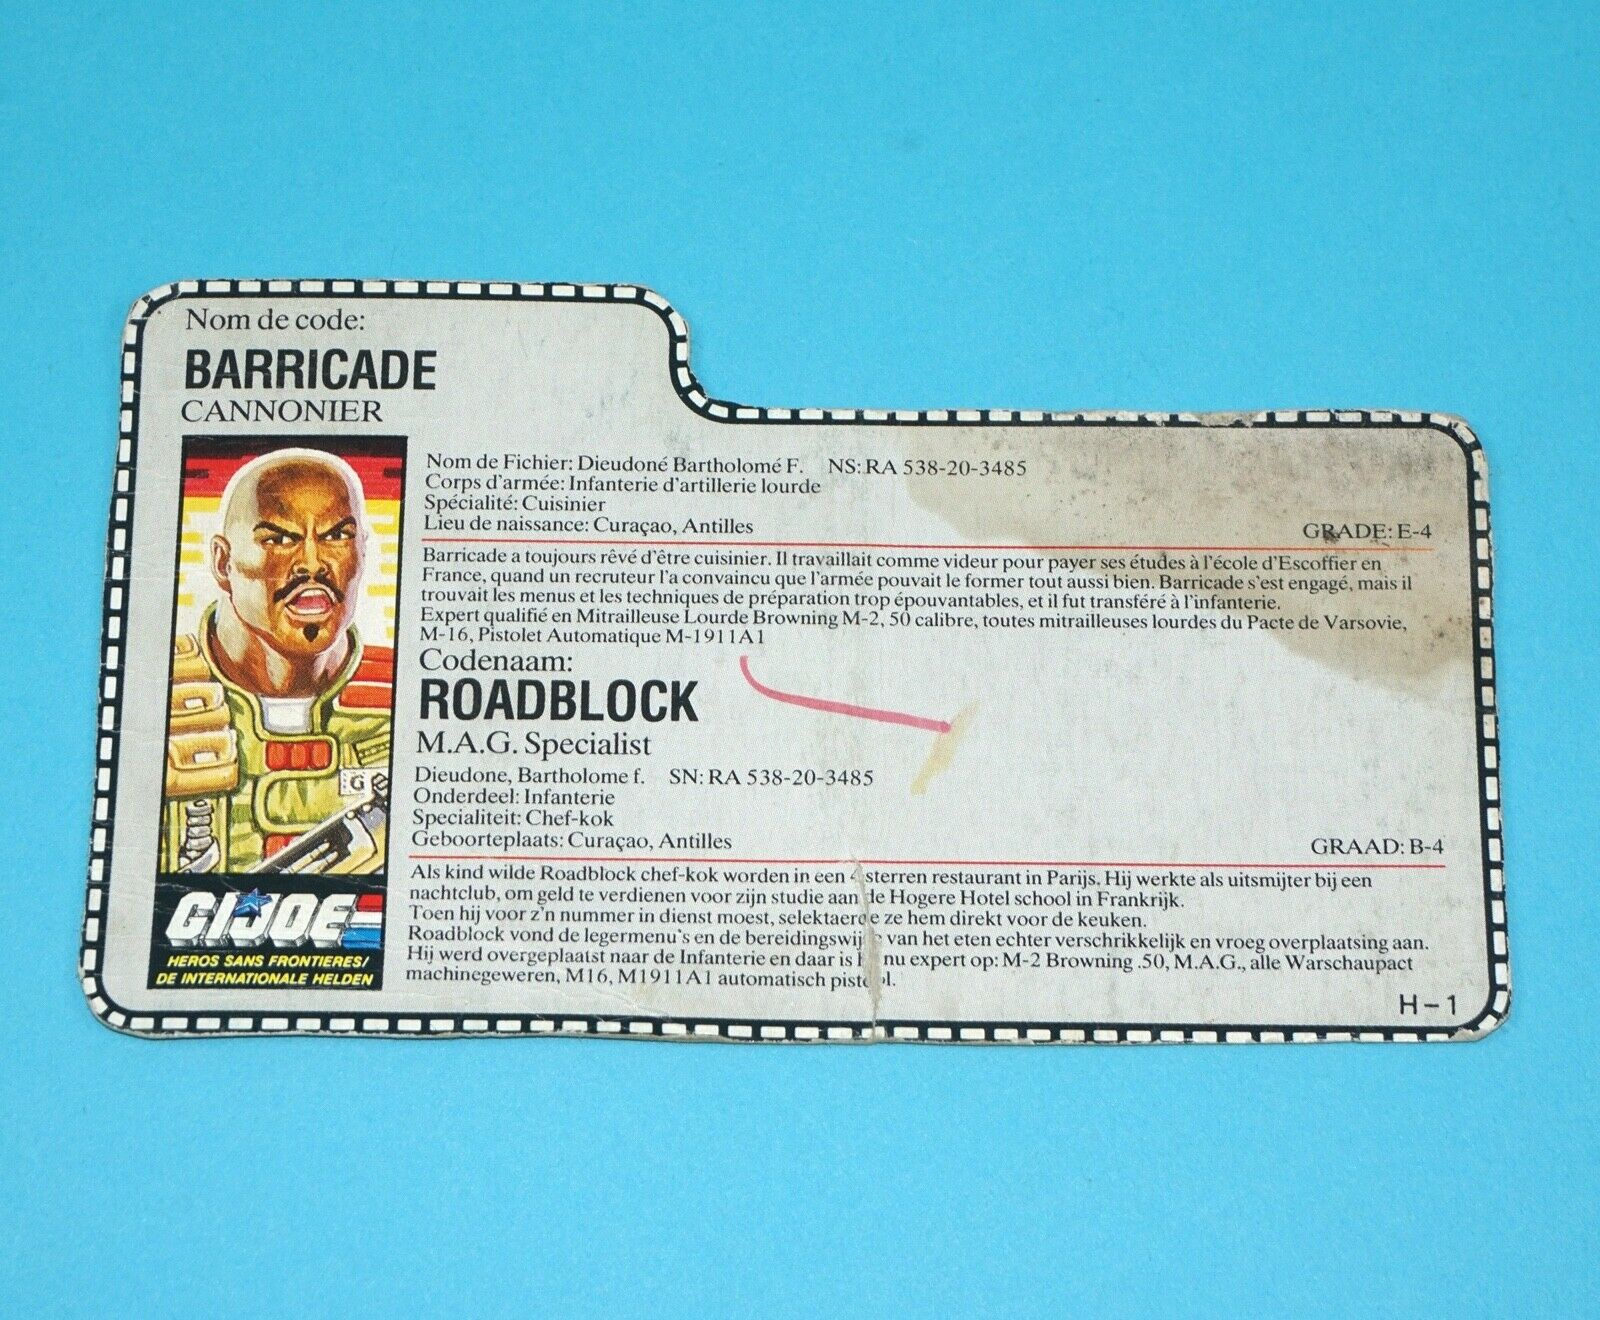 Nom de code:
BARRICADE
CANNONIER
Nom de Fichier: Dieudoné Bartholomé F. NS: RA 538-20-3485
Corps d'armée: Infanterie d'artillerie lourde
Spécialité: Cuisinier
Lieu de naissance: Curaçao, Antilles
GRADE: E-4
Barricade a toujours rêvé d'être cuisinier. Il travaillait comme videur pour payer ses études à l'école d'Escoffier en
France, quand un recruteur l'a convaincu que l'armée pouvait le former tout aussi bien. Barricade s'est engagé, mais il
trouvait les menus et les techniques de préparation trop épouvantables, et il fut transféré à l'infanterie.
Expert qualifié en Mitrailleuse Lourde Browning M-2, 50 calibre, toutes mitrailleuses lourdes du Pacte de Varsovie,
M-16, Pistolet Automatique M-1911A1
Codenaam:
ROADBLOCK
M.A.G. Specialist
Dieudone, Bartholome f. SN: RA 538-20-3485
Onderdeel: Infanterie
Specialiteit: Chef-kok
Geboorteplaats: Curaçao, Antilles
GRAAD: B-4
Als kind wilde Roadblock chef-kok worden in een 4 sterren restaurant in Parijs. Hij werkte als uitsmijter bij een
nachtclub, om geld te verdienen voor zijn studie aan de Hogere Hotel school in Frankrijk.
Toen hij voor z'n nummer in dienst moest, selektaerde ze hem direkt voor de keuken.
Roadblock vond de legermenu's en de bereidingswijze van het eten echter verschrikkelijk en vroeg overplaatsing aan.
Hij werd overgeplaatst naar de Infanterie en daar is hij nu expert op: M-2 Browning .50, M.A.G., alle Warschaupact
machinegeweren, M16, M1911A1 automatisch pistool.
G
GI JOE
HEROS SANS FRONTIERES/
DE INTERNATIONALE HELDEN
H-1